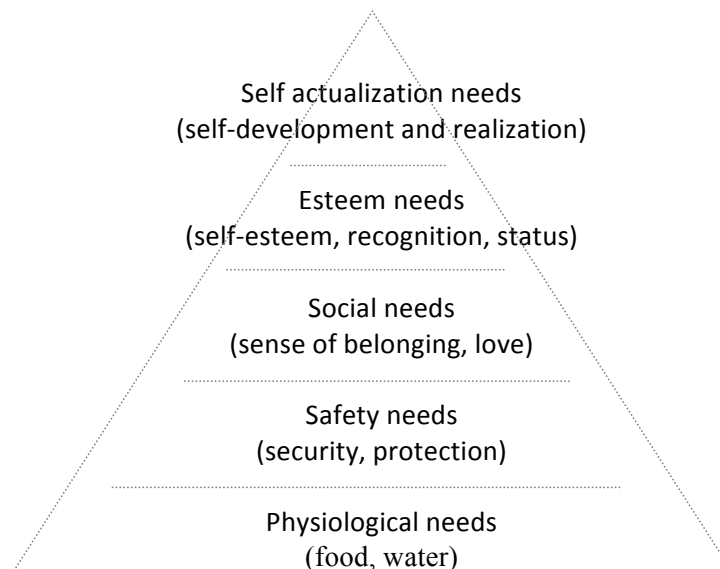 Self actualization needs
(self-development and realization)
Esteem needs
(self-esteem, recognition, status)
Social needs
(sense of belonging, love)
Safety needs
(security, protection)
Physiological needs
(food, water)